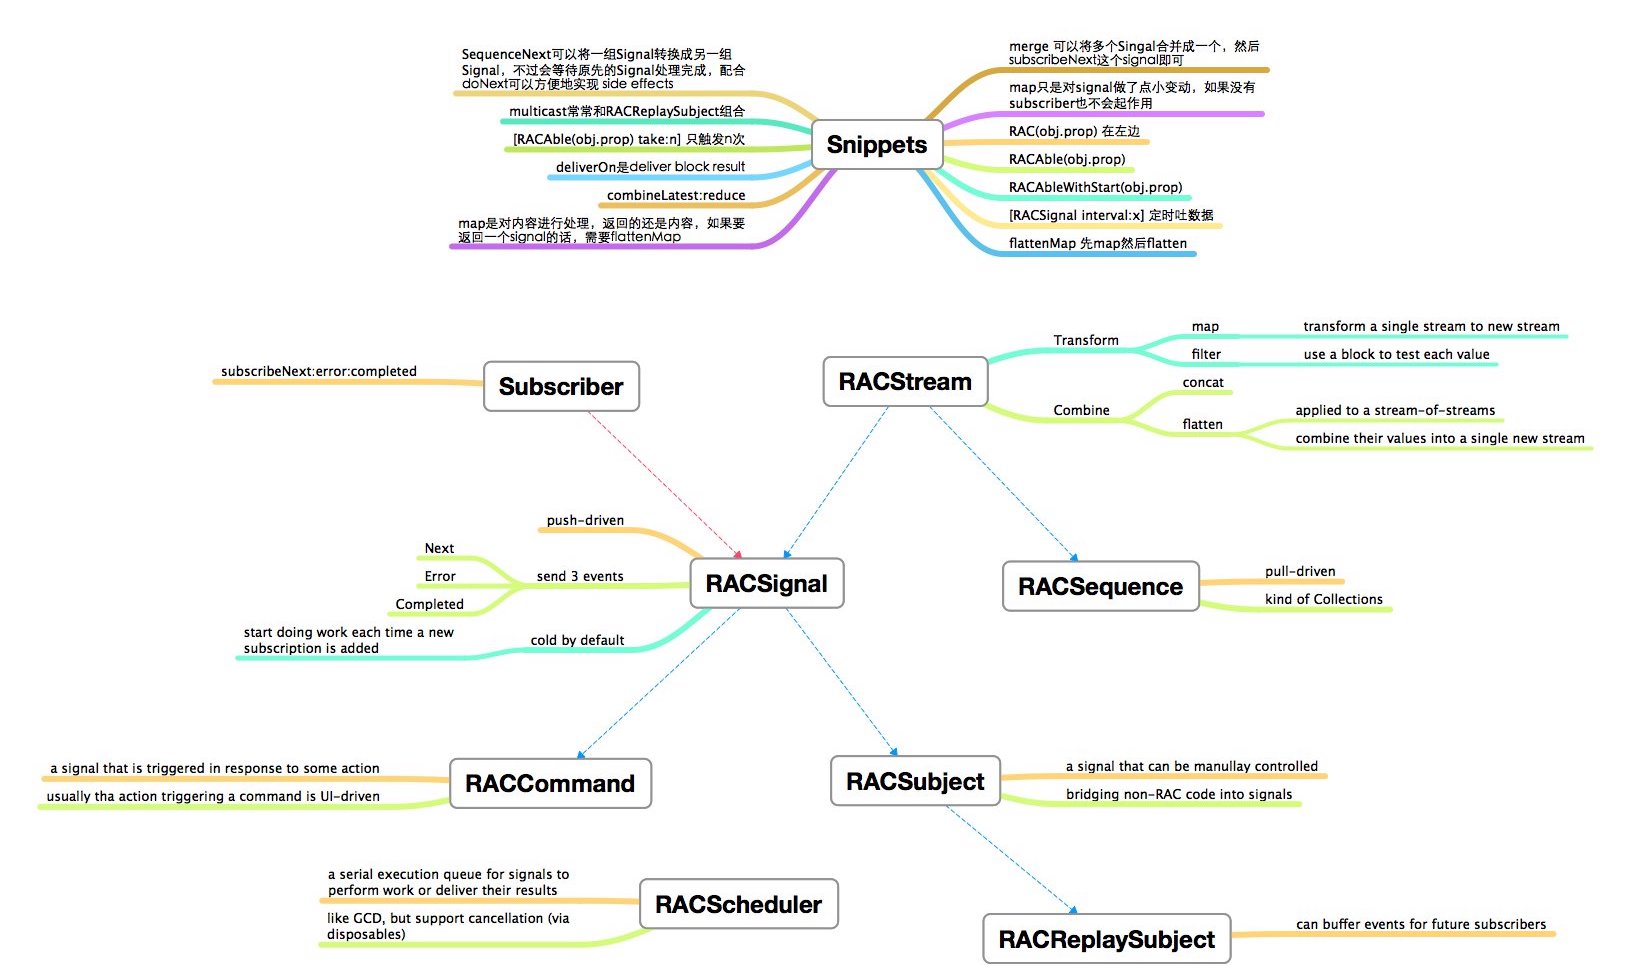 SequenceNext可以将一组Signal转换成另一组
Signal，不过会等待原先的Signal处理完成，配合
doNext可以方便地实现 side effects
multicast常常和RACReplaySubject组合
[RACAble(obj.prop) take:n] 只触发n次
deliverOn是deliver block result
combineLatest:reduce
map是对内容进行处理，返回的还是内容，如果要
返回一个signal的话，需要flattenMap
Snippets
merge 可以将多个Singal合并成一个，然后
subscribeNext这个signal即可
map只是对signal做了点小变动，如果没有
subscriber也不会起作用
RAC(obj.prop) 在左边
RACAble(obj.prop)
RACAbleWithStart(obj.prop)
[RACSignal interval:x] 定时吐数据
flattenMap 先map然后flatten
subscribeNext:error:completed
Subscriber
RACStream
Transform
map
transform a single stream to new stream
filter
use a block to test each value
Combine
concat
flatten
applied to a stream-of-streams
combine their values into a single new stream
push-driven
Next
Error
Completed
send 3 events
start doing work each time a new
subscription is added
cold by default
RACSignal
RACSequence
pull-driven
kind of Collections
a signal that is triggered in response to some action
usually tha action triggering a command is UI-driven
RACCommand
RACSubject
a signal that can be manullay controlled
bridging non-RAC code into signals
a serial execution queue for signals to
perform work or deliver their results
like GCD, but support cancellation (via
disposables)
RACScheduler
RACReplaySubject
can buffer events for future subscribers